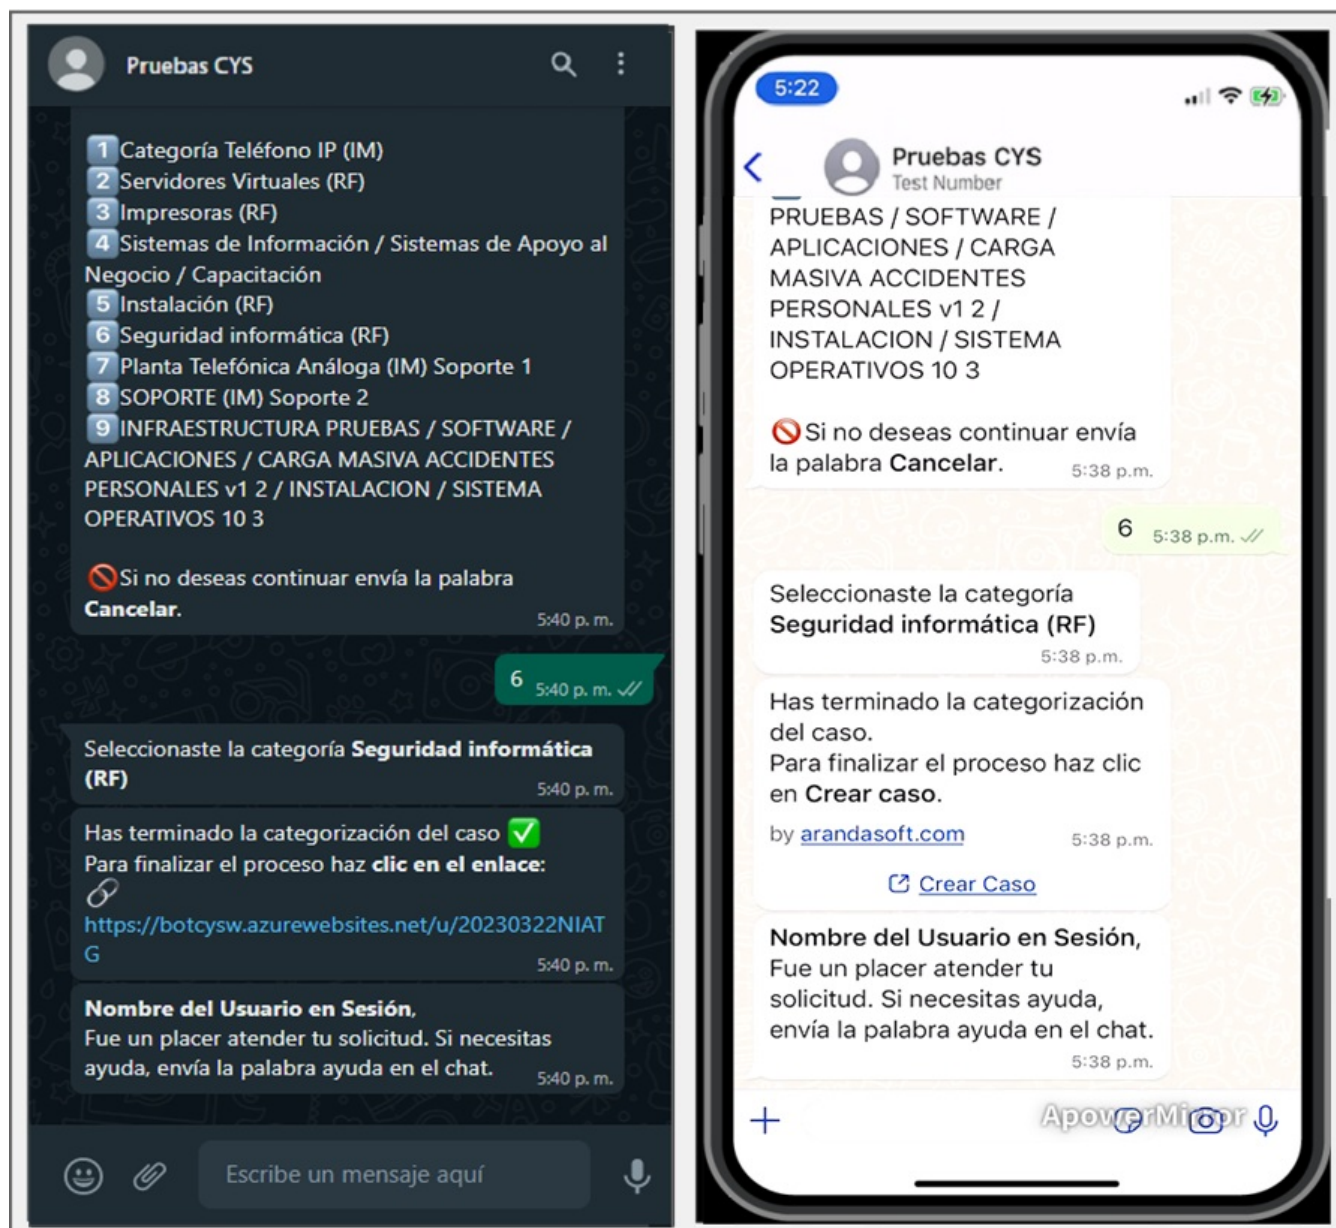 Pruebas CYS
1 Categoría Teléfono IP (IM)
2 Servidores Virtuales (RF)
3 Impresoras (RF)
4 Sistemas de Información / Sistemas de Apoyo al
Negocio / Capacitación
5 Instalación (RF)
6 Seguridad informática (RF)
7 Planta Telefónica Análoga (IM) Soporte 1
8 SOPORTE (IM) Soporte 2
9 INFRAESTRUCTURA PRUEBAS / SOFTWARE /
APLICACIONES / CARGA MASIVA ACCIDENTES
PERSONALES v1 2 / INSTALACION / SISTEMA
OPERATIVOS 10 3
Si no deseas continuar envía la palabra
Cancelar.
5:40 p. m.
6 5:40 p. m.
Seleccionaste la categoría Seguridad informática
(RF)
5:40 p. m.
Has terminado la categorización del caso
Para finalizar el proceso haz clic en el enlace:
https://botcysw.azurewebsites.net/u/20230322NIAT
G
5:40 p. m.
Nombre del Usuario en Sesión,
Fue un placer atender tu solicitud. Si necesitas
ayuda, envía la palabra ayuda en el chat.
5:40 p. m.
Escribe un mensaje aquí
5:22
Pruebas CYS
Test Number
PRUEBAS / SOFTWARE /
APLICACIONES / CARGA
MASIVA ACCIDENTES
PERSONALES v1 2 /
INSTALACION / SISTEMA
OPERATIVOS 10 3
Si no deseas continuar envía
la palabra Cancelar.
5:38 p.m.
6 5:38 p.m.
Seleccionaste la categoría
Seguridad informática (RF)
5:38 p.m.
Has terminado la categorización
del caso.
Para finalizar el proceso haz clic
en Crear caso.
by arandasoft.com
5:38 p.m.
Crear Caso
Nombre del Usuario en Sesión,
Fue un placer atender tu
solicitud. Si necesitas ayuda,
envía la palabra ayuda en el chat.
5:38 p.m.
ApowerMirror